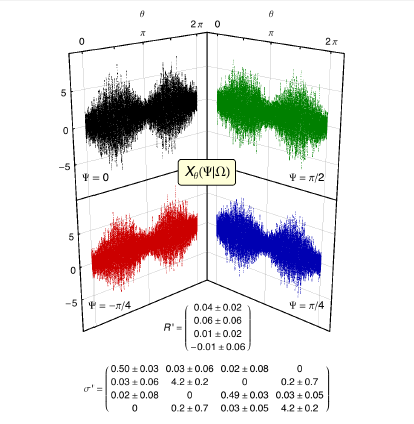 θ θ
0 π 2π 0 π 2π
5
0
−5
Ψ = 0
Ψ = π/2
X_θ(Ψ|Ω)
5
0
−5
Ψ = −π/4
Ψ = π/4
R' = ( 0.04 ± 0.02
0.06 ± 0.06
0.01 ± 0.02
−0.01 ± 0.06 )
σ' = ( 0.50 ± 0.03 0.03 ± 0.06 0.02 ± 0.08 0
0.03 ± 0.06 4.2 ± 0.2 0 0.2 ± 0.7
0.02 ± 0.08 0 0.49 ± 0.03 0.03 ± 0.05
0 0.2 ± 0.7 0.03 ± 0.05 4.2 ± 0.2 )